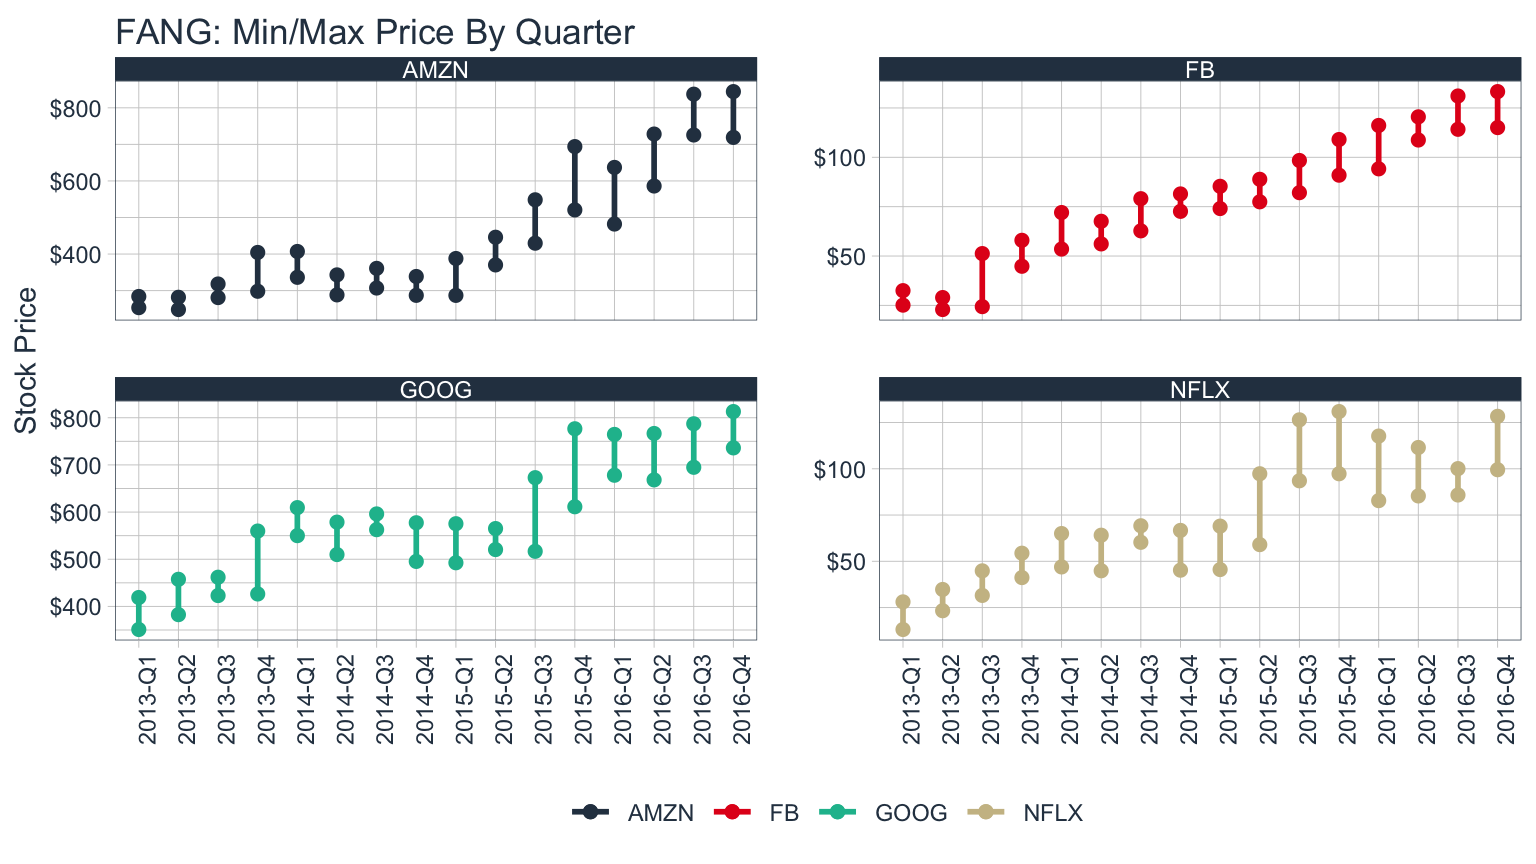 FANG: Min/Max Price By Quarter
AMZN
$800
$600
$400
FB
$100
$50
Stock Price
GOOG
$800
$700
$600
$500
$400
2013-Q1
2013-Q2
2013-Q3
2013-Q4
2014-Q1
2014-Q2
2014-Q3
2014-Q4
2015-Q1
2015-Q2
2015-Q3
2015-Q4
2016-Q1
2016-Q2
2016-Q3
2016-Q4
NFLX
$100
$50
2013-Q1
2013-Q2
2013-Q3
2013-Q4
2014-Q1
2014-Q2
2014-Q3
2014-Q4
2015-Q1
2015-Q2
2015-Q3
2015-Q4
2016-Q1
2016-Q2
2016-Q3
2016-Q4
AMZN FB GOOG NFLX